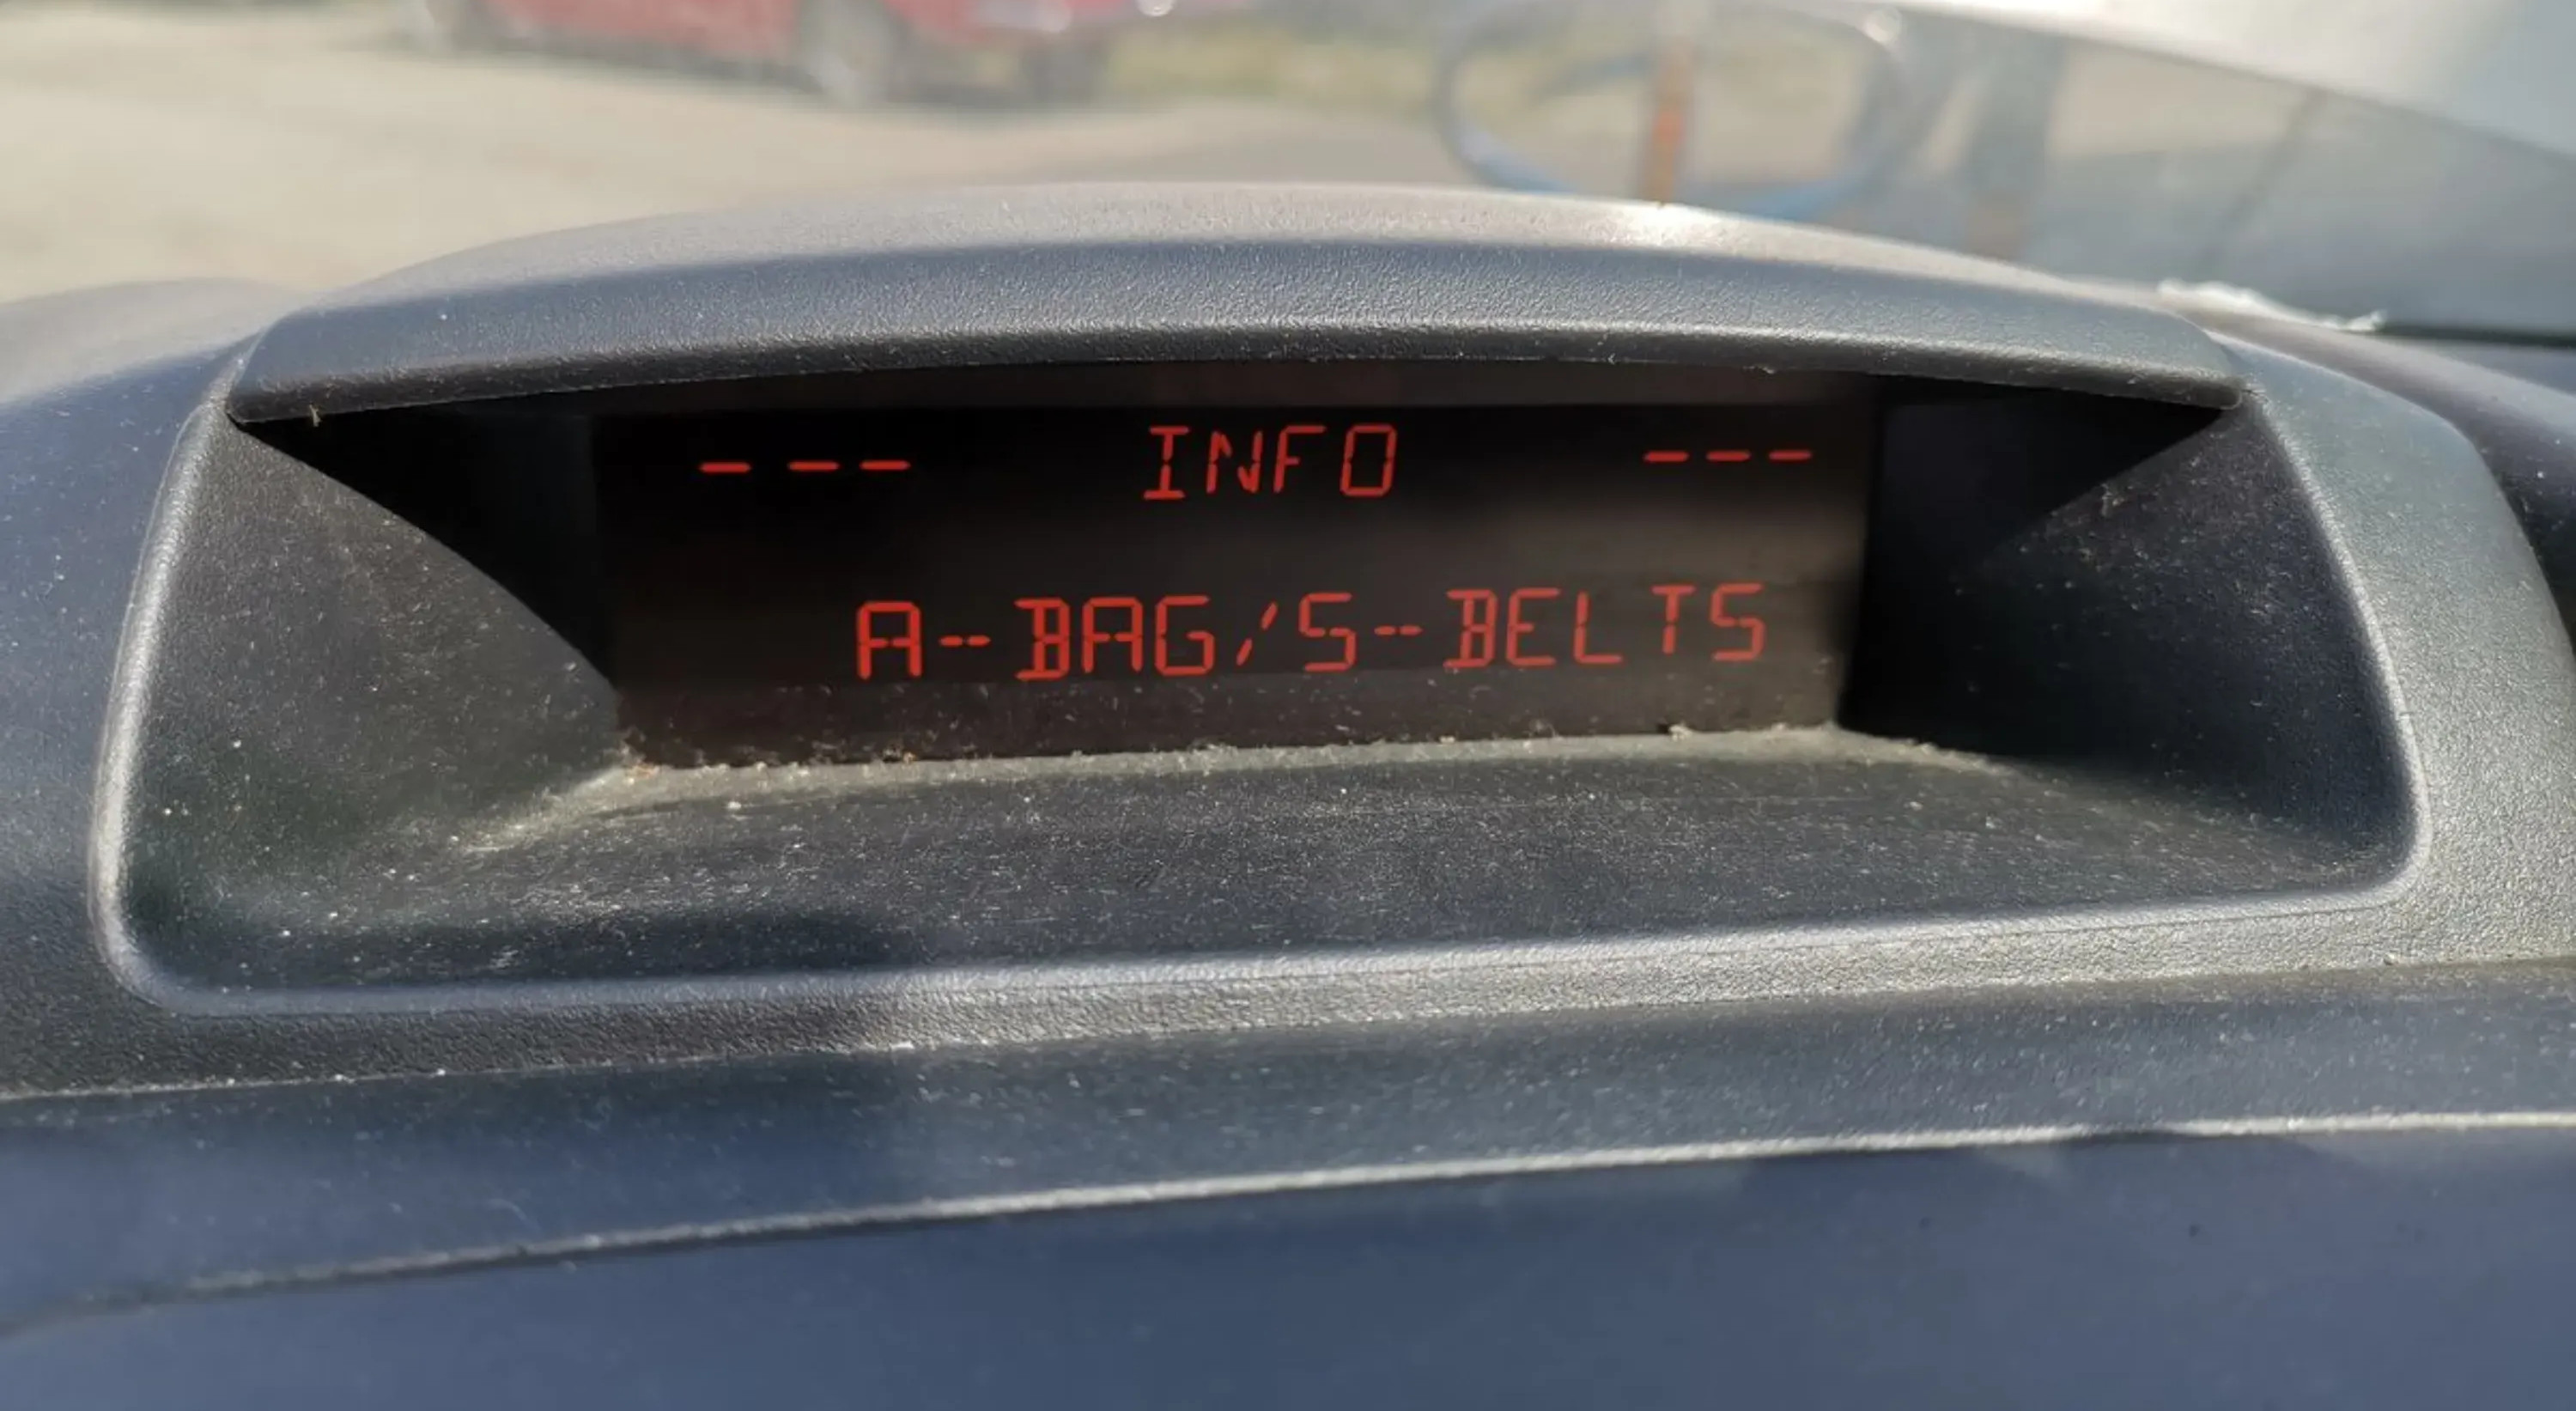 --- INFO ---
A-BAG/S-BELTS